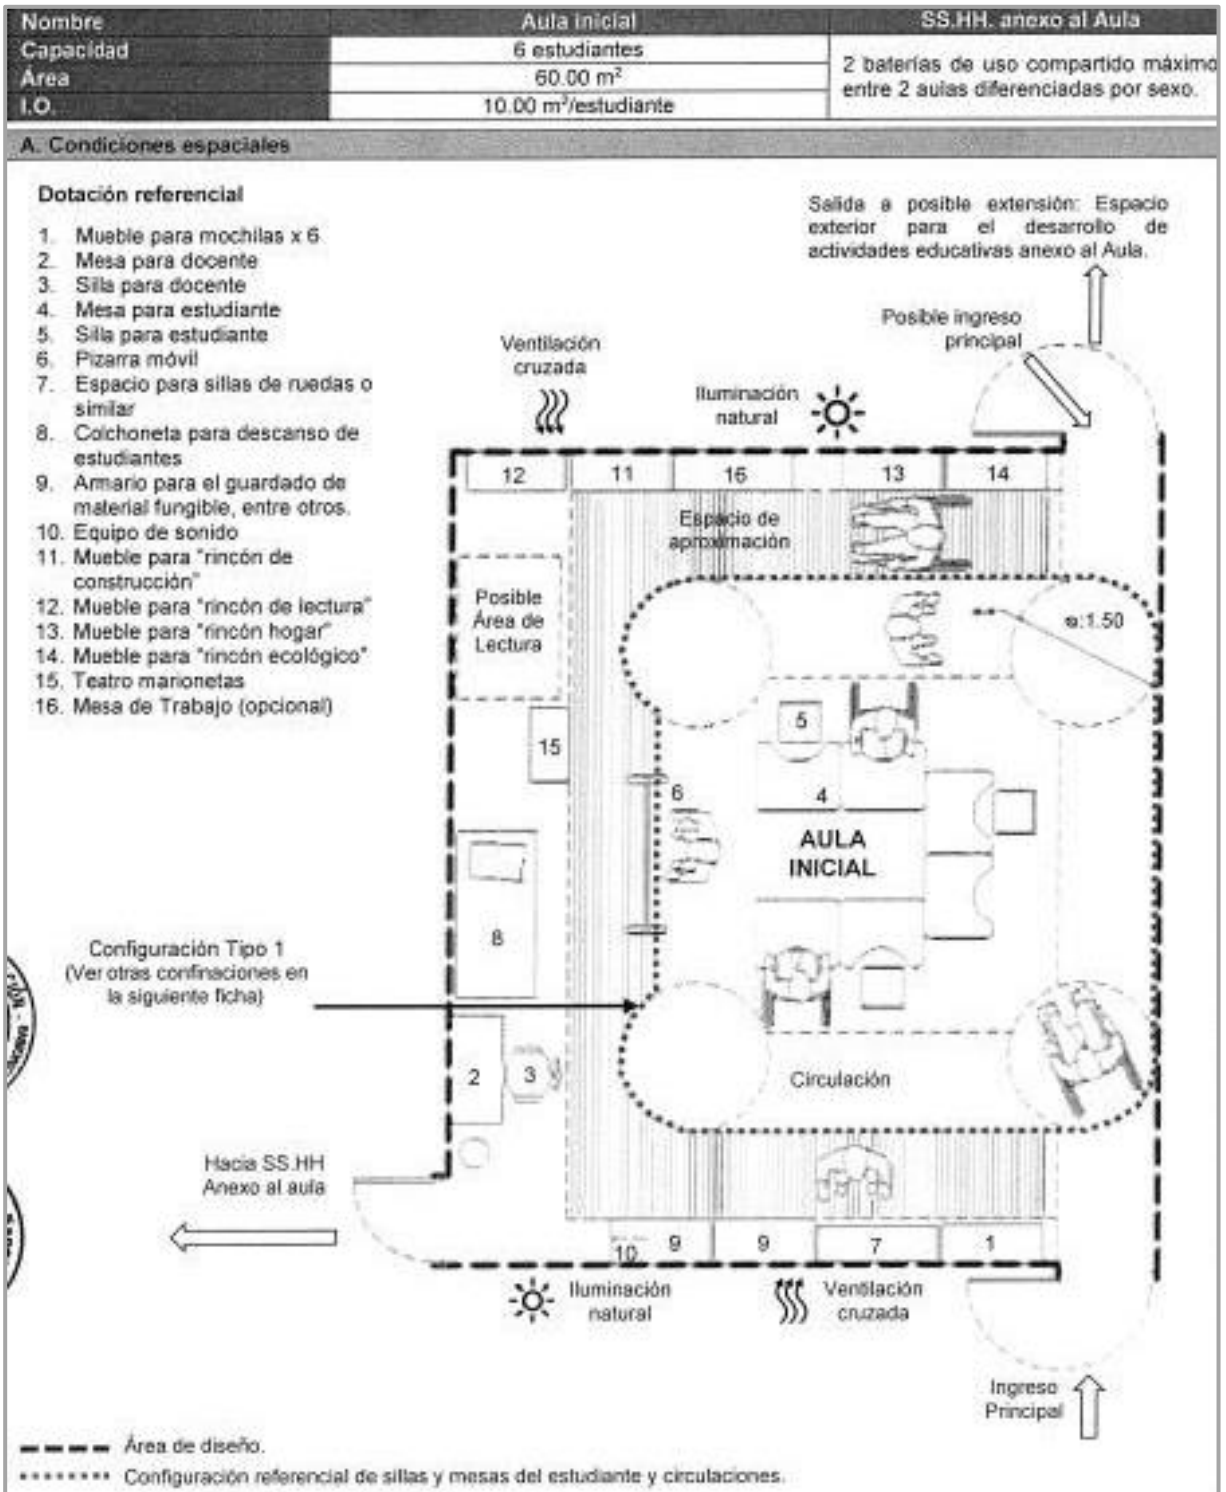 Nombre Aula inicial SS.HH. anexo al Aula
Capacidad 6 estudiantes
Área 60.00 m²
I.O. 10.00 m²/estudiante
2 baterías de uso compartido máximo
entre 2 aulas diferenciadas por sexo.
A. Condiciones espaciales
Dotación referencial
1. Mueble para mochilas x 6
2. Mesa para docente
3. Silla para docente
4. Mesa para estudiante
5. Silla para estudiante
6. Pizarra móvil
7. Espacio para sillas de ruedas o
similar
8. Colchoneta para descanso de
estudiantes
9. Armario para el guardado de
material fungible, entre otros.
10. Equipo de sonido
11. Mueble para "rincón de
construcción"
12. Mueble para "rincón de lectura"
13. Mueble para "rincón hogar"
14. Mueble para "rincón ecológico"
15. Teatro marionetas
16. Mesa de Trabajo (opcional)
Salida a posible extensión: Espacio
exterior para el desarrollo de
actividades educativas anexo al Aula.
Posible ingreso
principal
Ventilación
cruzada
Iluminación
natural
12 11 16 13 14
Espacio de
aproximación
Posible
Área de
Lectura
ø:1.50
5
15
6
4
AULA
INICIAL
8
Configuración Tipo 1
(Ver otras confinaciones en
la siguiente ficha)
2 3
Circulación
Hacia SS.HH
Anexo al aula
10 9 9 7 1
Iluminación
natural
Ventilación
cruzada
Ingreso
Principal
Área de diseño.
Configuración referencial de sillas y mesas del estudiante y circulaciones.